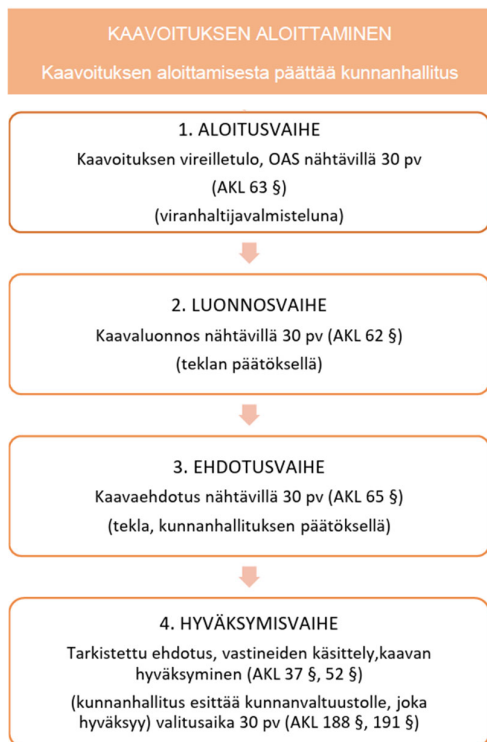 KAAVOITUKSEN ALOITTAMINEN
Kaavoituksen aloittamisesta päättää kunnanhallitus
1. ALOITUSVAIHE
Kaavoituksen vireilletulo, OAS nähtävillä 30 pv
(AKL 63 §)
(viranhaltijavalmisteluna)
2. LUONNOSVAIHE
Kaavaluonnos nähtävillä 30 pv (AKL 62 §)
(teklan päätöksellä)
3. EHDOTUSVAIHE
Kaavaehdotus nähtävillä 30 pv (AKL 65 §)
(tekla, kunnanhallituksen päätöksellä)
4. HYVÄKSYMISVAIHE
Tarkistettu ehdotus, vastineiden käsittely,kaavan
hyväksyminen (AKL 37 §, 52 §)
(kunnanhallitus esittää kunnanvaltuustolle, joka
hyväksyy) valitusaika 30 pv (AKL 188 §, 191 §)